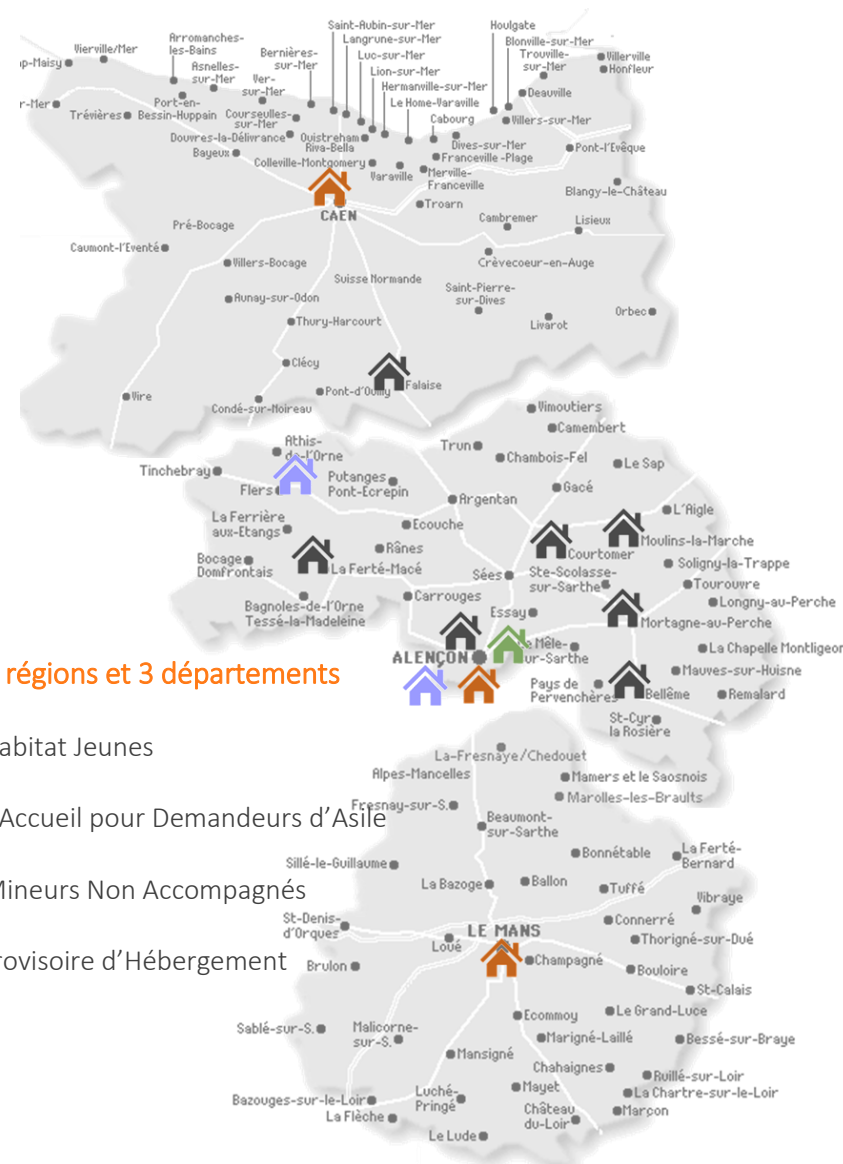 Saint-Aubin-sur-Mer
Houlgate
Langrune-sur-Mer
Arromanches-
les-Bains
Blonville-sur-Mer
Vierville/Mer
Bernières-
sur-Mer
Luc-sur-Mer
Trouville-
sur-Mer
Villerville
ap-Maisy
Asnelles-
sur-Mer
Lion-sur-Mer
Honfleur
Ver-
sur-Mer
Hermanville-sur-Mer
Deauville
r-Mer
Port-en-
Bessin-Huppain
Le Home-Varaville
Trévières
Courseulles-
sur-Mer
Cabourg
Villers-sur-Mer
Douvres-la-Délivrance
Ouistreham
Riva-Bella
Dives-sur-Mer
Pont-l'Evêque
Bayeux
Colleville-Montgomery
Franceville-Plage
Varaville
Merville-
Franceville
Blangy-le-Château
CAEN
Troarn
Pré-Bocage
Cambremer
Lisieux
Caumont-l'Eventé
Villers-Bocage
Crèvecoeur-en-Auge
Suisse Normande
Aunay-sur-Odon
Saint-Pierre-
sur-Dives
Orbec
Thury-Harcourt
Livarot
Clécy
Falaise
Pont-d'Ouilly
Vire
Condé-sur-Noireau
Vimoutiers
Camembert
Athis-
de-l'Orne
Trun
Chambois-Fel
Le Sap
Tinchebray
Putanges
Pont-Ecrepin
Flers
Gacé
Argentan
L'Aigle
La Ferrière
aux-Etangs
Ecouche
Moulins-la-Marche
Rânes
Courtomer
Bocage
Domfrontais
La Ferté-Macé
Soligny-la-Trappe
Sées
Ste-Scolasse-
sur-Sarthe
Tourouvre
Carrouges
Longny-au-Perche
Bagnoles-de-l'Orne
Tessé-la-Madeleine
Essay
Mortagne-au-Perche
Le Mêle-
sur-Sarthe
La Chapelle Montligeon
ALENÇON
régions et 3 départements
Mauves-sur-Huisne
Pays de
Pervenchères
Bellême
Remalard
St-Cyr
la Rosière
abitat Jeunes
La-Fresnaye/Chedouet
Alpes-Mancelles
Mamers et le Saosnois
Marolles-les-Braults
Fresnay-sur-S.
Accueil pour Demandeurs d'Asile
Beaumont-
sur-Sarthe
Bonnétable
La Ferté-
Bernard
Sillé-le-Guillaume
La Bazoge
Ballon
Tuffé
Mineurs Non Accompagnés
Vibraye
St-Denis-
d'Orques
Connerré
LE MANS
Loué
Thorigné-sur-Dué
rovisoire d'Hébergement
Brulon
Champagné
Bouloire
St-Calais
Ecommoy
Le Grand-Luce
Sablé-sur-S.
Malicorne-
sur-S.
Marigné-Laillé
Bessé-sur-Braye
Mansigné
Chahaignes
Ruillé-sur-Loir
Mayet
La Chartre-sur-le-Loir
Bazouges-sur-le-Loir
Luché-
Pringé
Château
du-Loir
Marçon
La Flèche
Le Lude